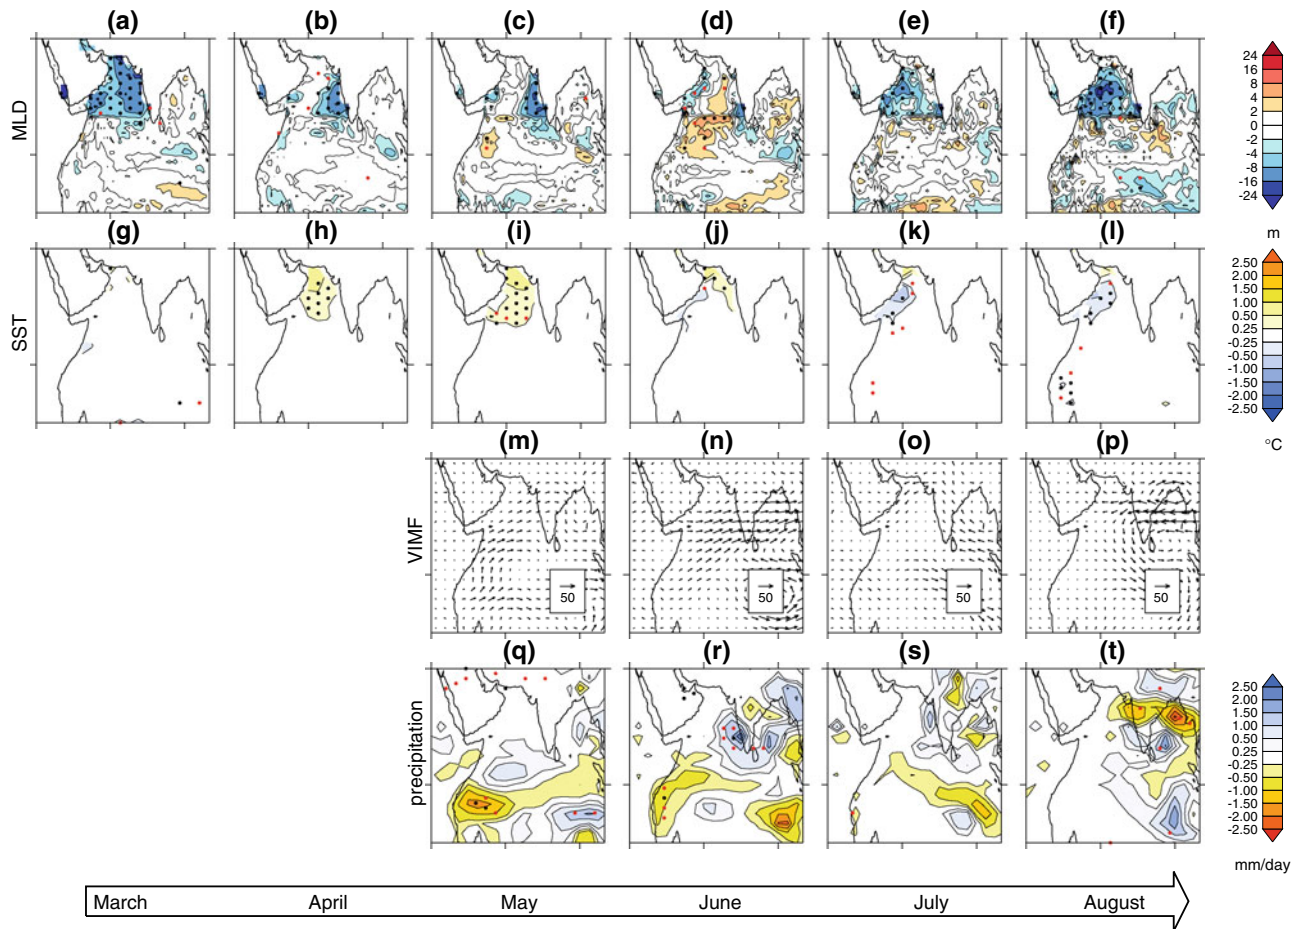 (a) (b) (c) (d) (e) (f)
MLD
24
16
8
4
2
0
-2
-4
-8
-16
-24
m
(g) (h) (i) (j) (k) (l)
SST
2.50
2.00
1.50
1.00
0.50
0.25
-0.25
-0.50
-1.00
-1.50
-2.00
-2.50
°C
(m) (n) (o) (p)
VIMF
50 50 50 50
(q) (r) (s) (t)
precipitation
2.50
2.00
1.50
1.00
0.50
0.25
-0.25
-0.50
-1.00
-1.50
-2.00
-2.50
mm/day
March April May June July August